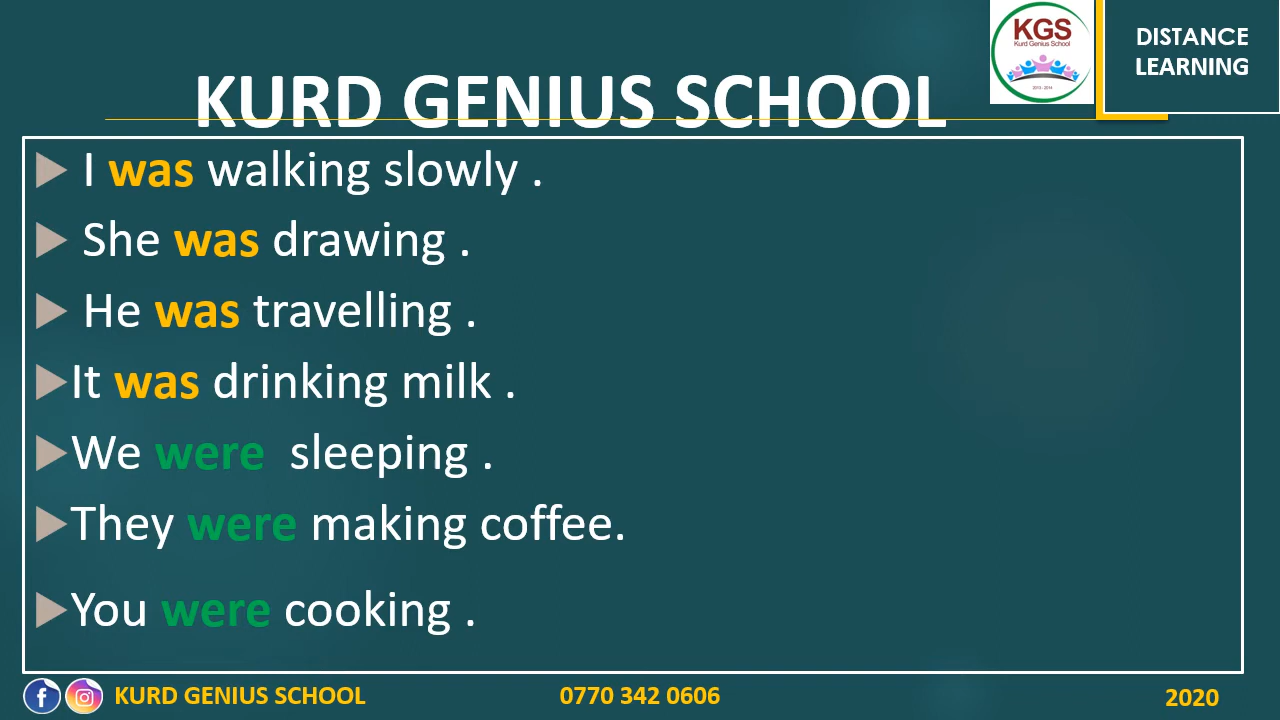 KGS
Kurd Genius School
2013 - 2014
DISTANCE
LEARNING
KURD GENIUS SCHOOL
I was walking slowly .
She was drawing .
He was travelling .
It was drinking milk .
We were sleeping .
They were making coffee.
You were cooking .
KURD GENIUS SCHOOL
0770 342 0606
2020